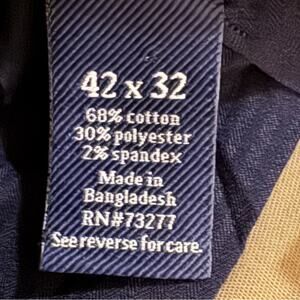 42 x 32
68% cotton
30% polyester
2% spandex
Made in
Bangladesh
RN#73277
See reverse for care.